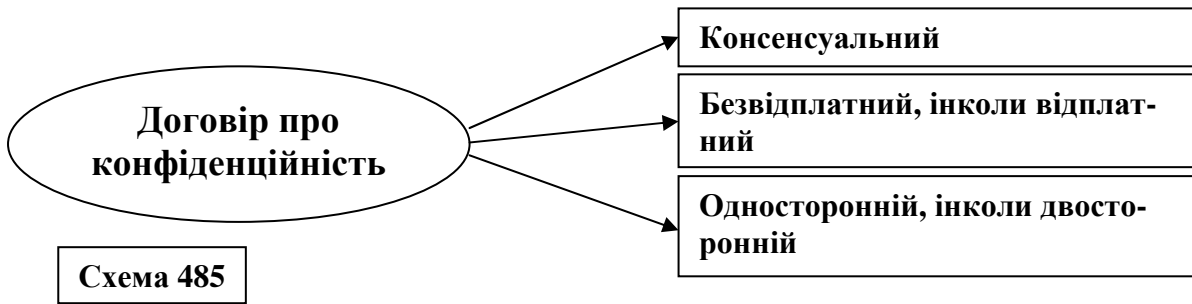 Договір про
конфіденційність
Консенсуальний
Безвідплатний, інколи відплат-
ний
Односторонній, інколи двосто-
ронній
Схема 485